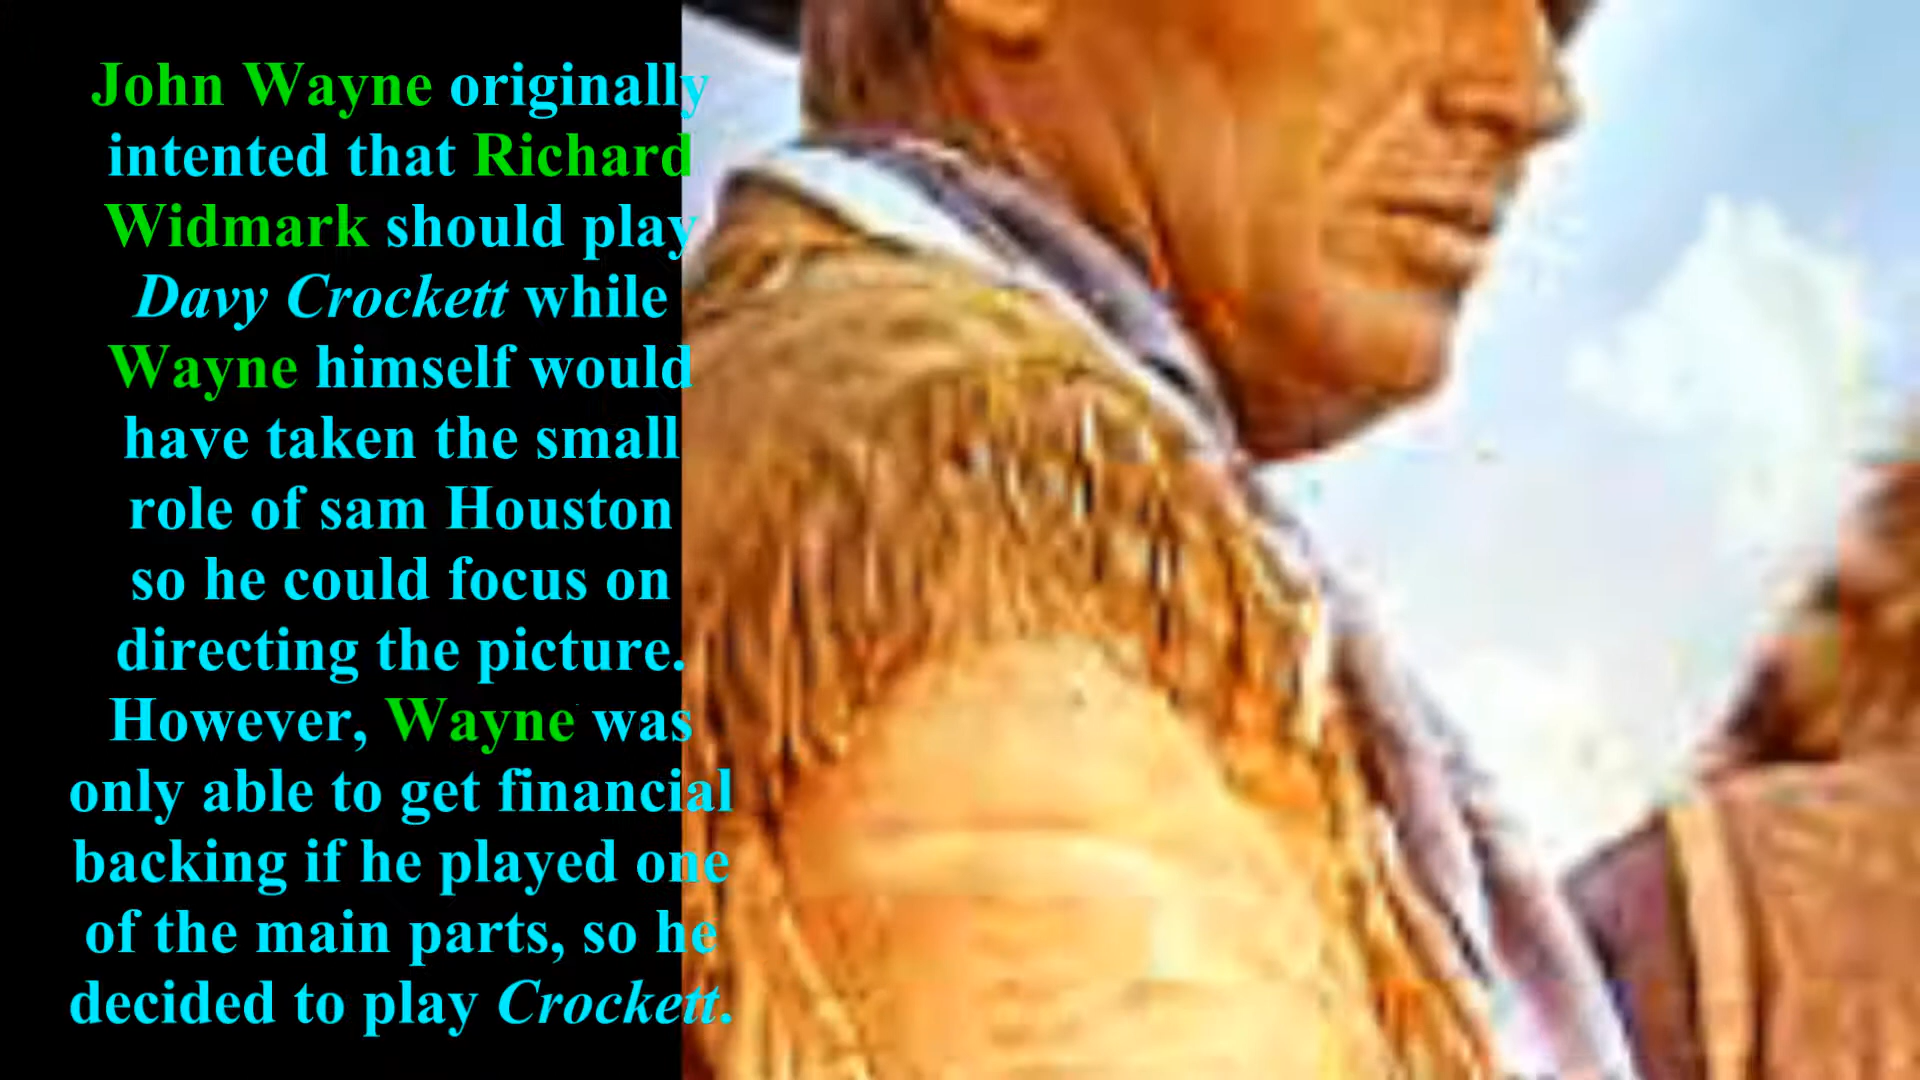 John Wayne originally
intented that Richard
Widmark should play
Davy Crockett while
Wayne himself would
have taken the small
role of sam Houston
so he could focus on
directing the picture.
However, Wayne was
only able to get financial
backing if he played one
of the main parts, so he
decided to play Crockett.